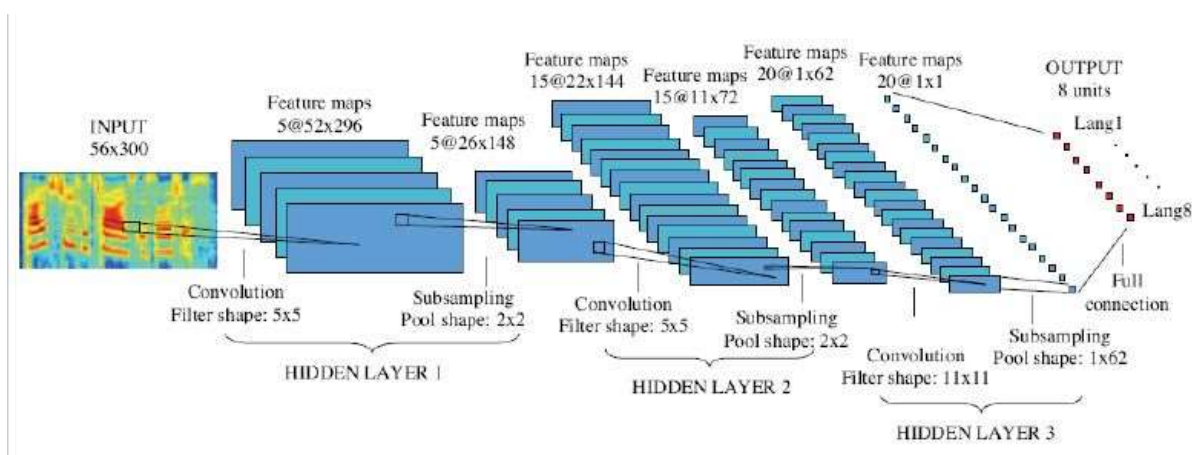 INPUT
56x300
Feature maps
5@52x296
Feature maps
5@26x148
Feature maps
15@22x144
Feature maps
15@11x72
Feature maps
20@1x62
Feature maps
20@1x1
OUTPUT
8 units
Lang1
Lang8
Convolution
Filter shape: 5x5
Subsampling
Pool shape: 2x2
Convolution
Filter shape: 5x5
Subsampling
Pool shape: 2x2
Convolution
Filter shape: 11x11
Subsampling
Pool shape: 1x62
Full
connection
HIDDEN LAYER 1
HIDDEN LAYER 2
HIDDEN LAYER 3